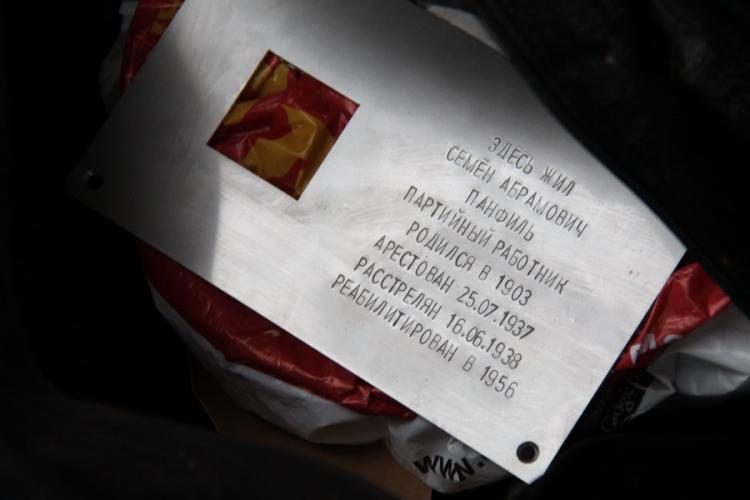 ЗДЕСЬ ЖИЛ
СЕМЁН АБРАМОВИЧ
ПАНФИЛЬ
ПАРТИЙНЫЙ РАБОТНИК
РОДИЛСЯ В 1903
АРЕСТОВАН 25.07.1937
РАССТРЕЛЯН 16.06.1938
РЕАБИЛИТИРОВАН В 1956
www.